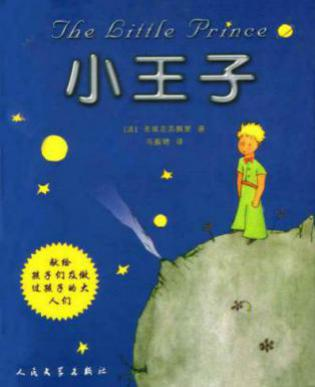 The Little Prince
小王子
〔法〕圣埃克苏佩里 著
马振骋 译
献给
孩子们及做
过孩子的大
人们
人民文学出版社